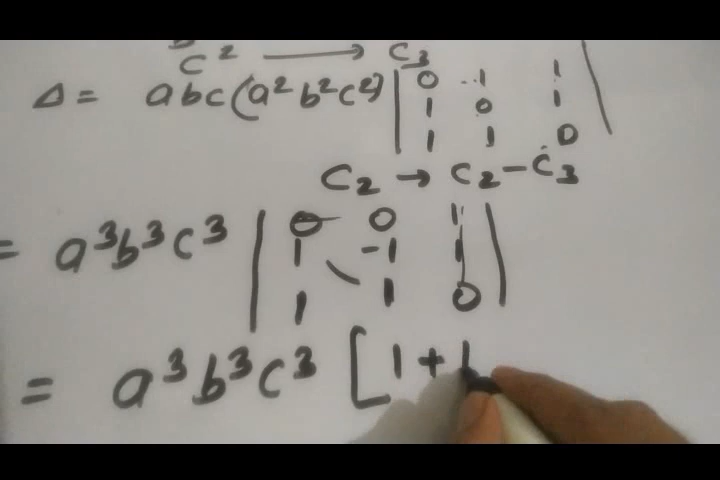 c² → C₃
Δ = abc(a²b²c²) | 0 1 1 |
| 1 0 1 |
| 1 1 0 |
C₂ → C₂ - C₃
= a³b³c³ | 0 0 1 |
| 1 -1 1 |
| 1 1 0 |
= a³b³c³ [1+1